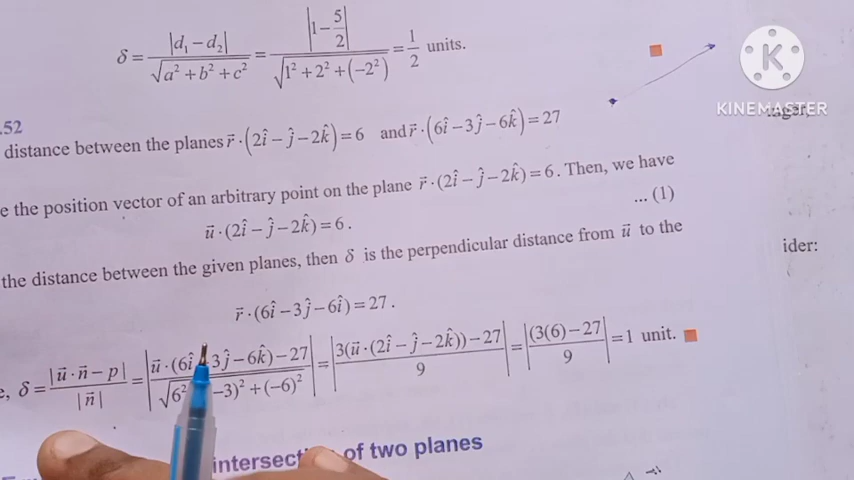 δ = |d₁ − d₂| / √(a² + b² + c²) = |1 − 5/2| / √(1² + 2² + (−2²)) = 1/2 units.
KINEMASTER
.52
distance between the planes r⃗ · (2î − ĵ − 2k̂) = 6 and r⃗ · (6î − 3ĵ − 6k̂) = 27
e the position vector of an arbitrary point on the plane r⃗ · (2î − ĵ − 2k̂) = 6. Then, we have
u⃗ · (2î − ĵ − 2k̂) = 6. ... (1)
the distance between the given planes, then δ is the perpendicular distance from u⃗ to the
ider:
r⃗ · (6î − 3ĵ − 6î) = 27.
e, δ = |u⃗ · n⃗ − p| / |n⃗| = |u⃗ · (6î 3ĵ − 6k̂) − 27 / √6² −3)² + (−6)²| = |3(u⃗ · (2î − ĵ − 2k̂)) − 27 / 9| = |(3(6) − 27 / 9| = 1 unit.
of two planes